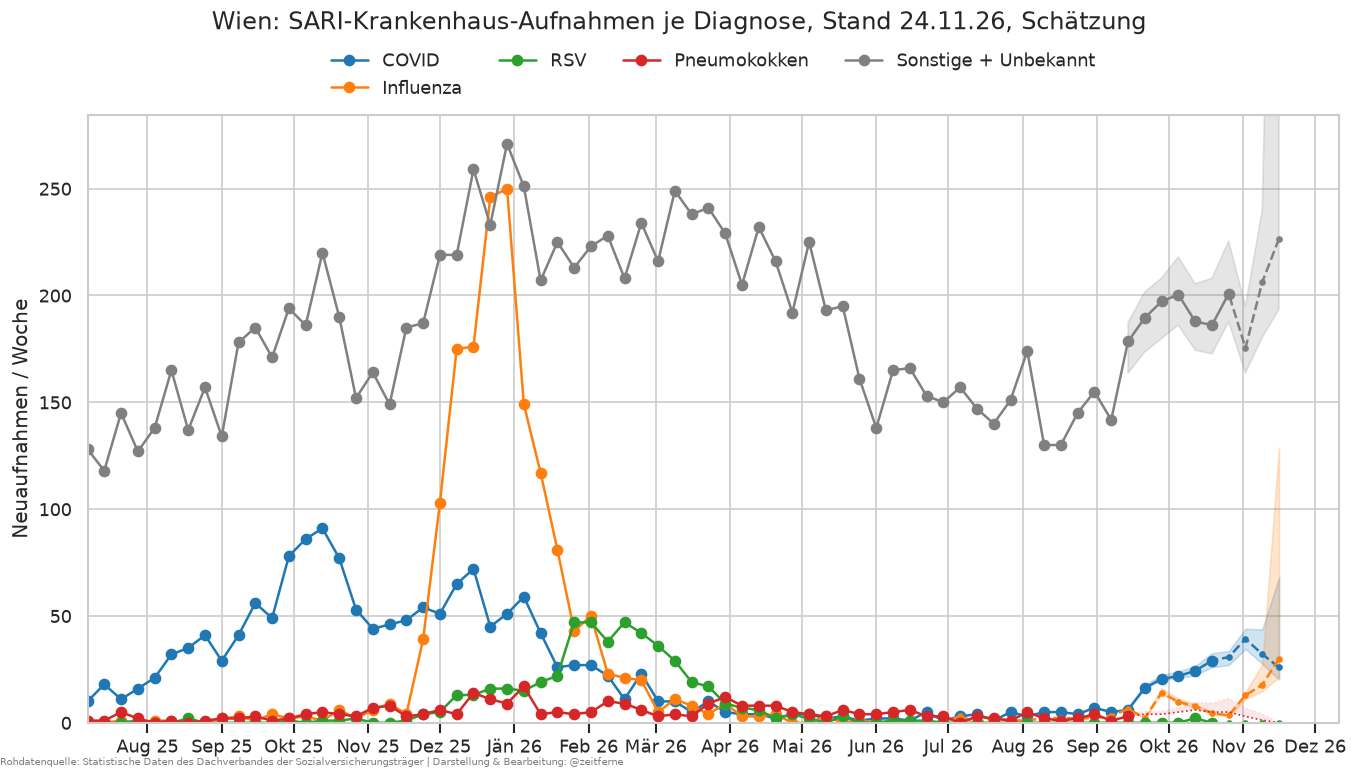 Wien: SARI-Krankenhaus-Aufnahmen je Diagnose, Stand 24.11.26, Schätzung
COVID RSV Pneumokokken Sonstige + Unbekannt
Influenza
Neuaufnahmen / Woche
250
200
150
100
50
0
Aug 25 Sep 25 Okt 25 Nov 25 Dez 25 Jän 26 Feb 26 Mär 26 Apr 26 Mai 26 Jun 26 Jul 26 Aug 26 Sep 26 Okt 26 Nov 26 Dez 26
Rohdatenquelle: Statistische Daten des Dachverbandes der Sozialversicherungsträger | Darstellung & Bearbeitung: @zeitferne